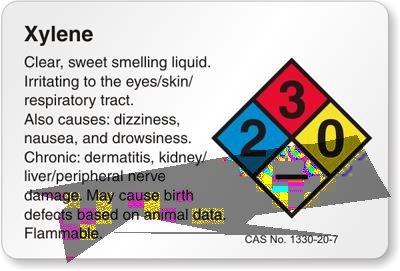 Xylene
Clear, sweet smelling liquid.
Irritating to the eyes/skin/
respiratory tract.
Also causes: dizziness,
nausea, and drowsiness.
Chronic: dermatitis, kidney/
liver/peripheral nerve
damage. May cause birth
defects based on animal data.
Flammable.
3
2 0
—
CAS No. 1330-20-7